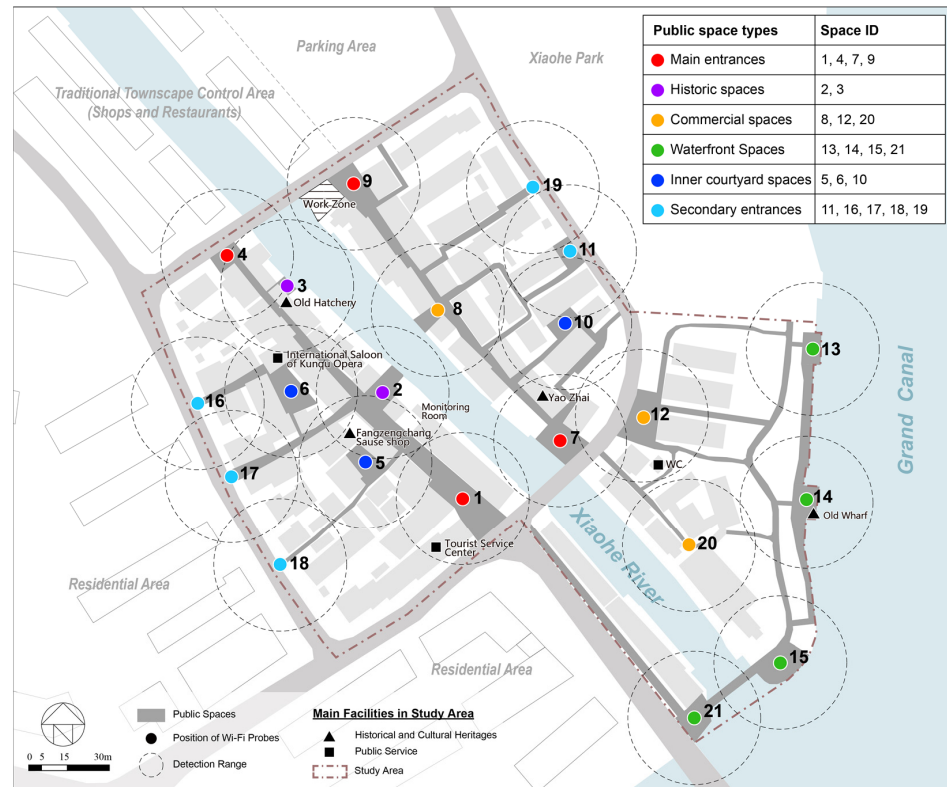 Parking Area
Xiaohe Park
Traditional Townscape Control Area
(Shops and Restaurants)
Public space types Space ID
Main entrances 1, 4, 7, 9
Historic spaces 2, 3
Commercial spaces 8, 12, 20
Waterfront Spaces 13, 14, 15, 21
Inner courtyard spaces 5, 6, 10
Secondary entrances 11, 16, 17, 18, 19
9
Work Zone
19
4
11
3
Old Hatchery
8
10
13
International Saloon
of Kunqu Opera
6
2
16
Monitoring
Room
Yao Zhai
12
Grand Canal
Fangzengchang
Sause shop
7
5
WC
17
1
14
Old Wharf
Xiaohe River
20
Tourist Service
Center
18
Residential Area
Residential Area
15
21
Public Spaces
Position of Wi-Fi Probes
Detection Range
0 5 15 30m
Main Facilities in Study Area
Historical and Cultural Heritages
Public Service
Study Area